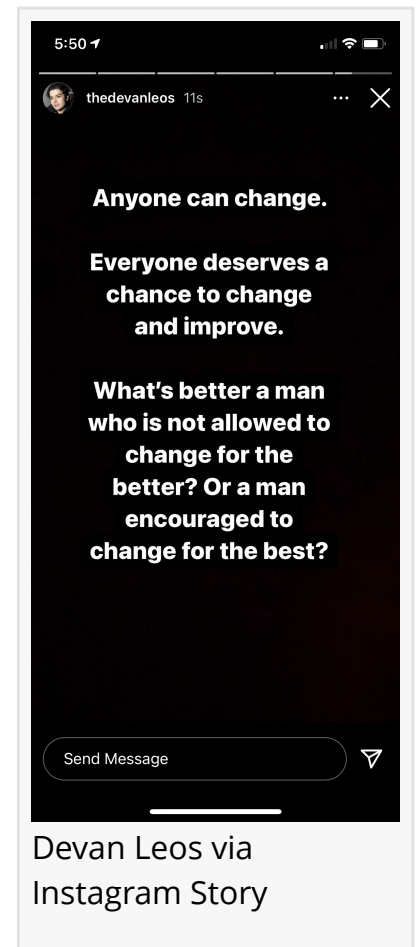 5:50
thedevanleos 11s
Anyone can change.
Everyone deserves a
chance to change
and improve.
What's better a man
who is not allowed to
change for the
better? Or a man
encouraged to
change for the best?
Send Message
Devan Leos via
Instagram Story